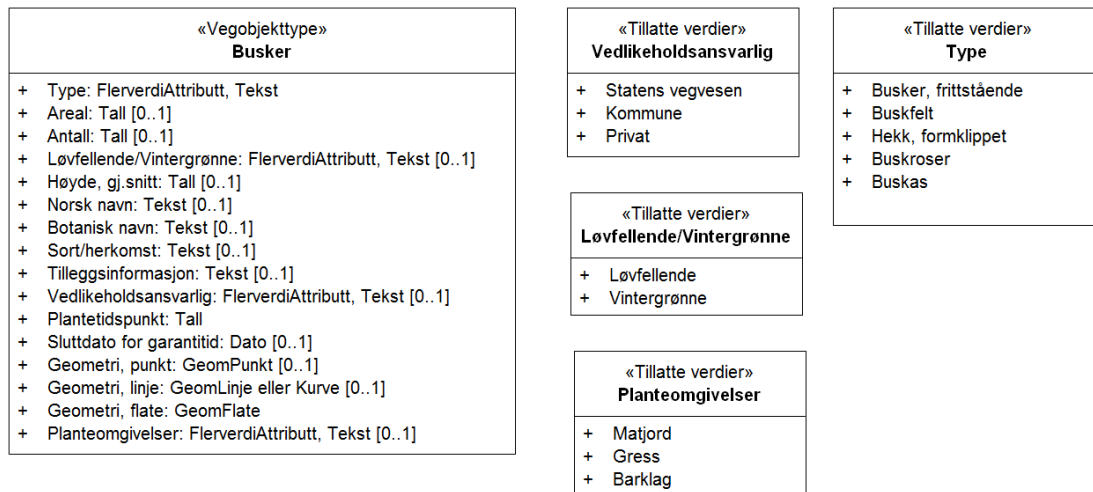 «Vegobjekttype»
Busker
+ Type: FlerverdiAttributt, Tekst
+ Areal: Tall [0..1]
+ Antall: Tall [0..1]
+ Løvfellende/Vintergrønne: FlerverdiAttributt, Tekst [0..1]
+ Høyde, gj.snitt: Tall [0..1]
+ Norsk navn: Tekst [0..1]
+ Botanisk navn: Tekst [0..1]
+ Sort/herkomst: Tekst [0..1]
+ Tilleggsinformasjon: Tekst [0..1]
+ Vedlikeholdsansvarlig: FlerverdiAttributt, Tekst [0..1]
+ Plantetidspunkt: Tall
+ Sluttdato for garantitid: Dato [0..1]
+ Geometri, punkt: GeomPunkt [0..1]
+ Geometri, linje: GeomLinje eller Kurve [0..1]
+ Geometri, flate: GeomFlate
+ Planteomgivelser: FlerverdiAttributt, Tekst [0..1]
«Tillatte verdier»
Vedlikeholdsansvarlig
+ Statens vegvesen
+ Kommune
+ Privat
«Tillatte verdier»
Løvfellende/Vintergrønne
+ Løvfellende
+ Vintergrønne
«Tillatte verdier»
Planteomgivelser
+ Matjord
+ Gress
+ Barklag
«Tillatte verdier»
Type
+ Busker, frittstående
+ Buskfelt
+ Hekk, formklippet
+ Buskroser
+ Buskas